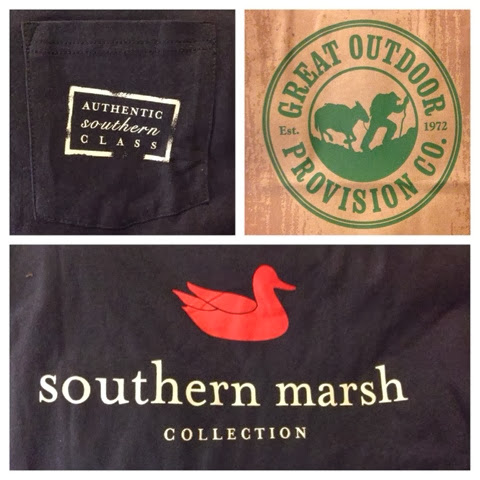 AUTHENTIC
southern
CLASS
GREAT OUTDOOR
Est. 1972
PROVISION CO.
southern marsh
COLLECTION